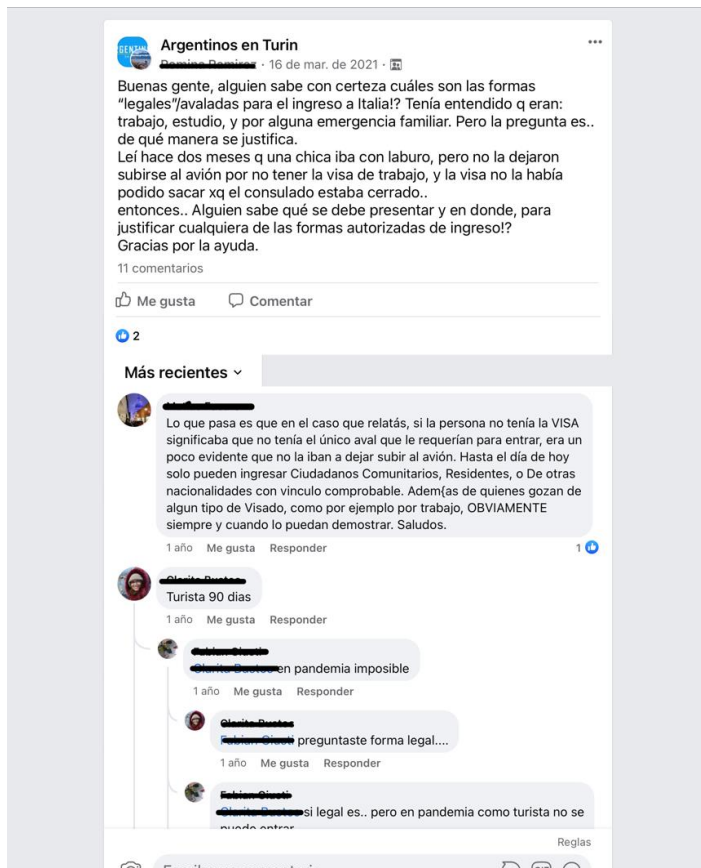 Argentinos en Turin
· 16 de mar. de 2021 ·
Buenas gente, alguien sabe con certeza cuáles son las formas
“legales”/avaladas para el ingreso a Italia!? Tenía entendido q eran:
trabajo, estudio, y por alguna emergencia familiar. Pero la pregunta es..
de qué manera se justifica.
Leí hace dos meses q una chica iba con laburo, pero no la dejaron
subirse al avión por no tener la visa de trabajo, y la visa no la había
podido sacar xq el consulado estaba cerrado..
entonces.. Alguien sabe qué se debe presentar y en donde, para
justificar cualquiera de las formas autorizadas de ingreso!?
Gracias por la ayuda.
11 comentarios
Me gusta Comentar
2
Más recientes
Lo que pasa es que en el caso que relatás, si la persona no tenía la VISA
significaba que no tenía el único aval que le requerían para entrar, era un
poco evidente que no la iban a dejar subir al avión. Hasta el día de hoy
solo pueden ingresar Ciudadanos Comunitarios, Residentes, o De otras
nacionalidades con vinculo comprobable. Adem{as de quienes gozan de
algun tipo de Visado, como por ejemplo por trabajo, OBVIAMENTE
siempre y cuando lo puedan demostrar. Saludos.
1 año Me gusta Responder 1
Turista 90 dias
1 año Me gusta Responder
en pandemia imposible
1 año Me gusta Responder
preguntaste forma legal....
1 año Me gusta Responder
si legal es.. pero en pandemia como turista no se
puede entrar
Reglas